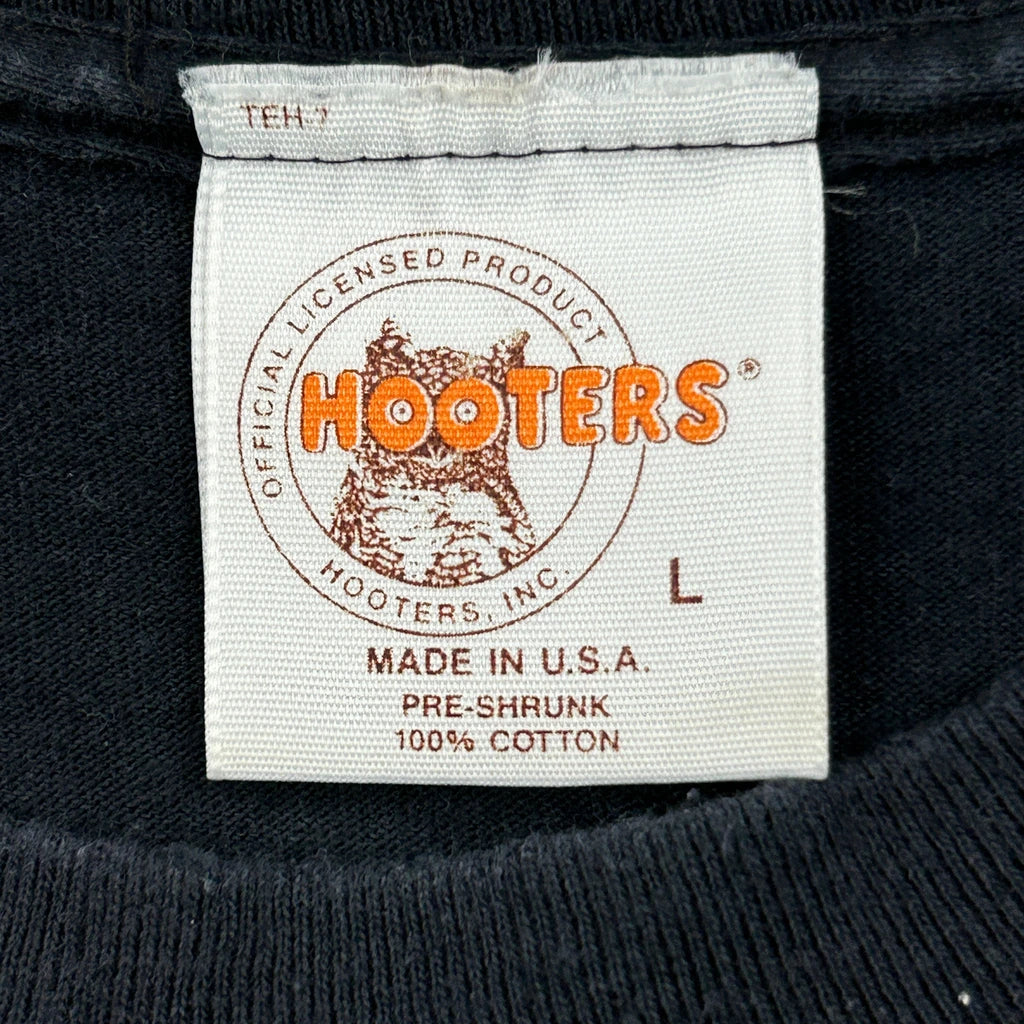 TEH-7
OFFICIAL LICENSED PRODUCT
HOOTERS®
HOOTERS, INC.
L
MADE IN U.S.A.
PRE-SHRUNK
100% COTTON